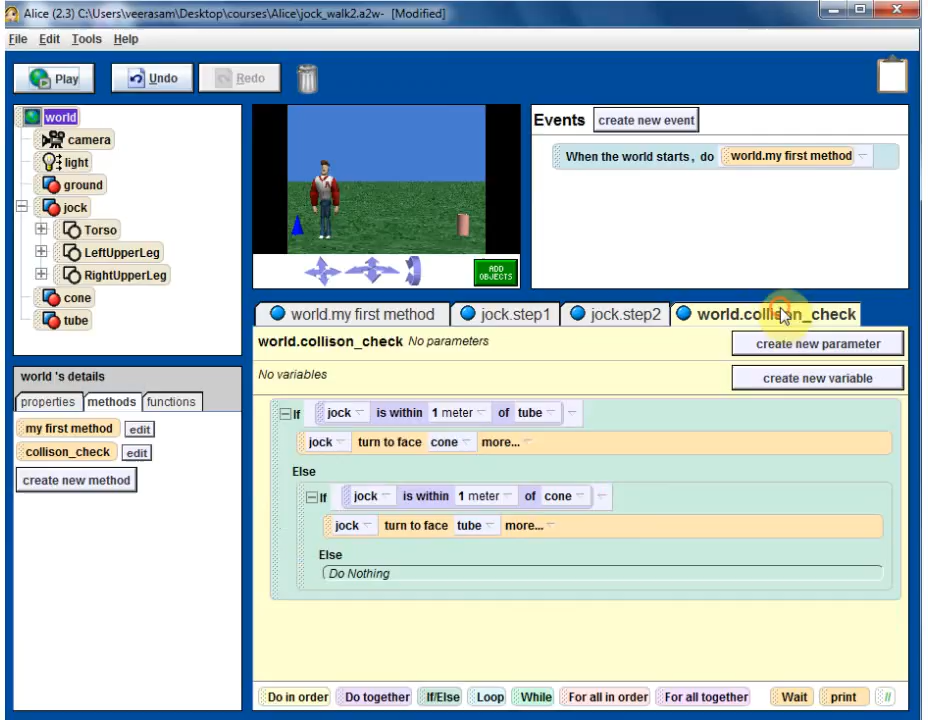 Alice (2.3) C:\Users\veerasam\Desktop\courses\Alice\jock_walk2.a2w- [Modified]
File Edit Tools Help
Play Undo Redo
world
camera
light
ground
jock
Torso
LeftUpperLeg
RightUpperLeg
cone
tube
ADD
OBJECTS
Events create new event
When the world starts, do world.my first method
world 's details
properties methods functions
my first method edit
collison_check edit
create new method
world.my first method jock.step1 jock.step2 world.collison_check
world.collison_check No parameters create new parameter
No variables create new variable
If jock is within 1 meter of tube
jock turn to face cone more...
Else
If jock is within 1 meter of cone
jock turn to face tube more...
Else
Do Nothing
Do in order Do together If/Else Loop While For all in order For all together Wait print //